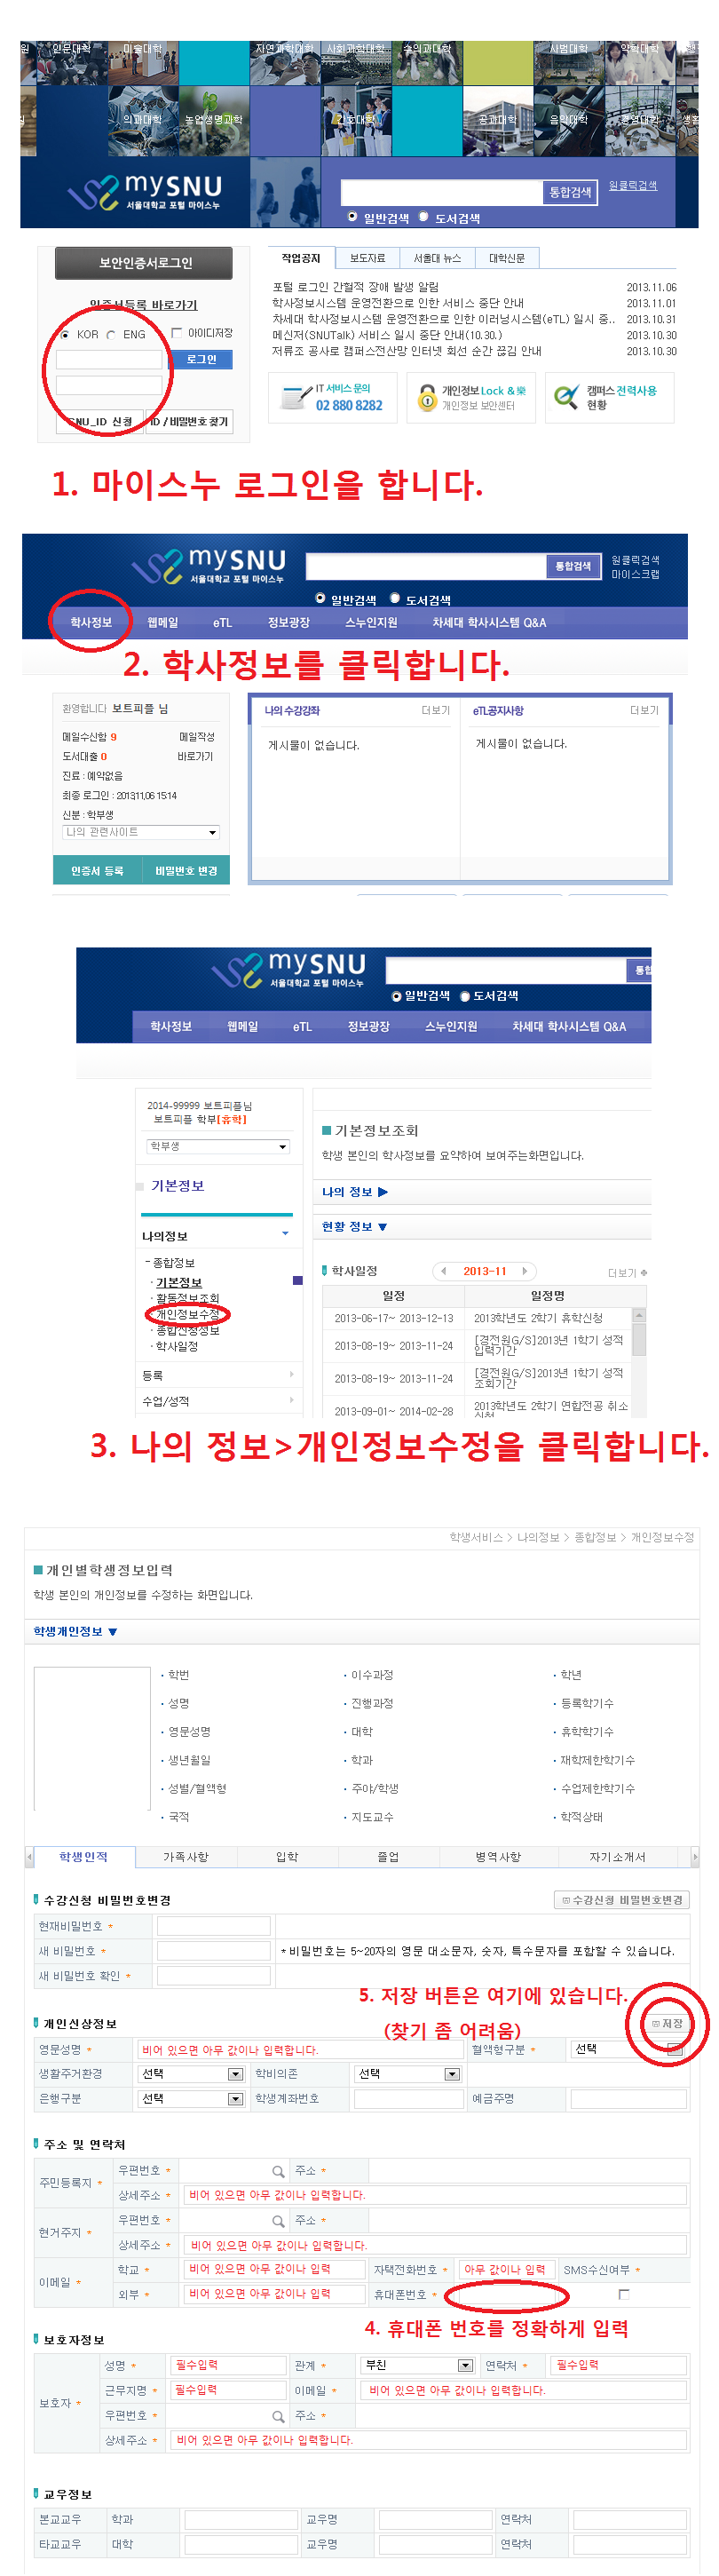 인문대학 미술대학 자연과학대학 사회과학대학 수의과대학 사범대학 약학대학
의과대학 농업생명과학 간호대학 공과대학 음악대학 경영대학
mySNU
서울대학교 포털 마이스누
통합검색 원클릭검색
일반검색 도서검색
보안인증서로그인
인증서등록 바로가기
KOR ENG 아이디저장
로그인
SNU_ID 신청 ID / 비밀번호 찾기
작업공지 보도자료 서울대 뉴스 대학신문
포털 로그인 간헐적 장애 발생 알림 2013.11.06
학사정보시스템 운영전환으로 인한 서비스 중단 안내 2013.11.01
차세대 학사정보시스템 운영전환으로 인한 이러닝시스템(eTL) 일시 중.. 2013.10.31
메신저(SNUTalk) 서비스 일시 중단 안내(10.30.) 2013.10.30
저류조 공사로 캠퍼스전산망 인터넷 회선 순간 끊김 안내 2013.10.30
IT 서비스 문의
02 880 8282
개인정보 Lock & 樂
개인정보 보안센터
캠퍼스 전력사용
현황
1. 마이스누 로그인을 합니다.
mySNU
서울대학교 포털 마이스누
통합검색 원클릭검색
마이스크랩
일반검색 도서검색
학사정보 웹메일 eTL 정보광장 스누인지원 차세대 학사시스템 Q&A
2. 학사정보를 클릭합니다.
환영합니다 보트피플 님
메일수신함 9 메일작성
도서대출 0 바로가기
진료 : 예약없음
최종 로그인 : 2013.11.06 15:14
신분 : 학부생
나의 관련사이트
인증서 등록 비밀번호 변경
나의 수강강좌 더보기
게시물이 없습니다.
eTL공지사항 더보기
게시물이 없습니다.
mySNU
서울대학교 포털 마이스누
통합
일반검색 도서검색
학사정보 웹메일 eTL 정보광장 스누인지원 차세대 학사시스템 Q&A
2014-99999 보트피플님
보트피플 학부[휴학]
학부생
기본정보
나의정보
- 종합정보
· 기본정보
· 활동정보조회
· 개인정보수정
· 종합신청정보
· 학사일정
등록
수업/성적
기본정보조회
학생 본인의 학사정보를 요약하여 보여주는화면입니다.
나의 정보 ▶
현황 정보 ▼
학사일정 2013-11 더보기
일정 일정명
2013-06-17~ 2013-12-13 2013학년도 2학기 휴학신청
2013-08-19~ 2013-11-24 [경전원G/S]2013년 1학기 성적 입력기간
2013-08-19~ 2013-11-24 [경전원G/S]2013년 1학기 성적 조회기간
2013-09-01~ 2014-02-28 2013학년도 2학기 연합전공 취소신청
3. 나의 정보>개인정보수정을 클릭합니다.
학생서비스 > 나의정보 > 종합정보 > 개인정보수정
개인별학생정보입력
학생 본인의 개인정보를 수정하는 화면입니다.
학생개인정보 ▼
· 학번 · 이수과정 · 학년
· 성명 · 진행과정 · 등록학기수
· 영문성명 · 대학 · 휴학학기수
· 생년월일 · 학과 · 재학제한학기수
· 성별/혈액형 · 주야/학생 · 수업제한학기수
· 국적 · 지도교수 · 학적상태
학생인적 가족사항 입학 졸업 병역사항 자기소개서
수강신청 비밀번호변경 수강신청 비밀번호변경
현재비밀번호 *
새 비밀번호 * * 비밀번호는 5~20자의 영문 대소문자, 숫자, 특수문자를 포함할 수 있습니다.
새 비밀번호 확인 *
5. 저장 버튼은 여기에 있습니다.
(찾기 좀 어려움)
개인신상정보 저장
영문성명 * 비어 있으면 아무 값이나 입력합니다. 혈액형구분 * 선택
생활주거환경 선택 학비의존 선택
은행구분 선택 학생계좌번호 예금주명
주소 및 연락처
주민등록지 * 우편번호 * 주소 *
상세주소 * 비어 있으면 아무 값이나 입력합니다.
현거주지 * 우편번호 * 주소 *
상세주소 * 비어 있으면 아무 값이나 입력합니다.
이메일 * 학교 * 비어 있으면 아무 값이나 입력 자택전화번호 * 아무 값이나 입력 SMS수신여부 *
외부 * 비어 있으면 아무 값이나 입력 휴대폰번호 *
4. 휴대폰 번호를 정확하게 입력
보호자정보
보호자 * 성명 * 필수입력 관계 * 부친 연락처 * 필수입력
근무지명 * 필수입력 이메일 * 비어 있으면 아무 값이나 입력합니다.
우편번호 * 주소 *
상세주소 * 비어 있으면 아무 값이나 입력합니다.
교우정보
본교교우 학과 교우명 연락처
타교교우 대학 교우명 연락처